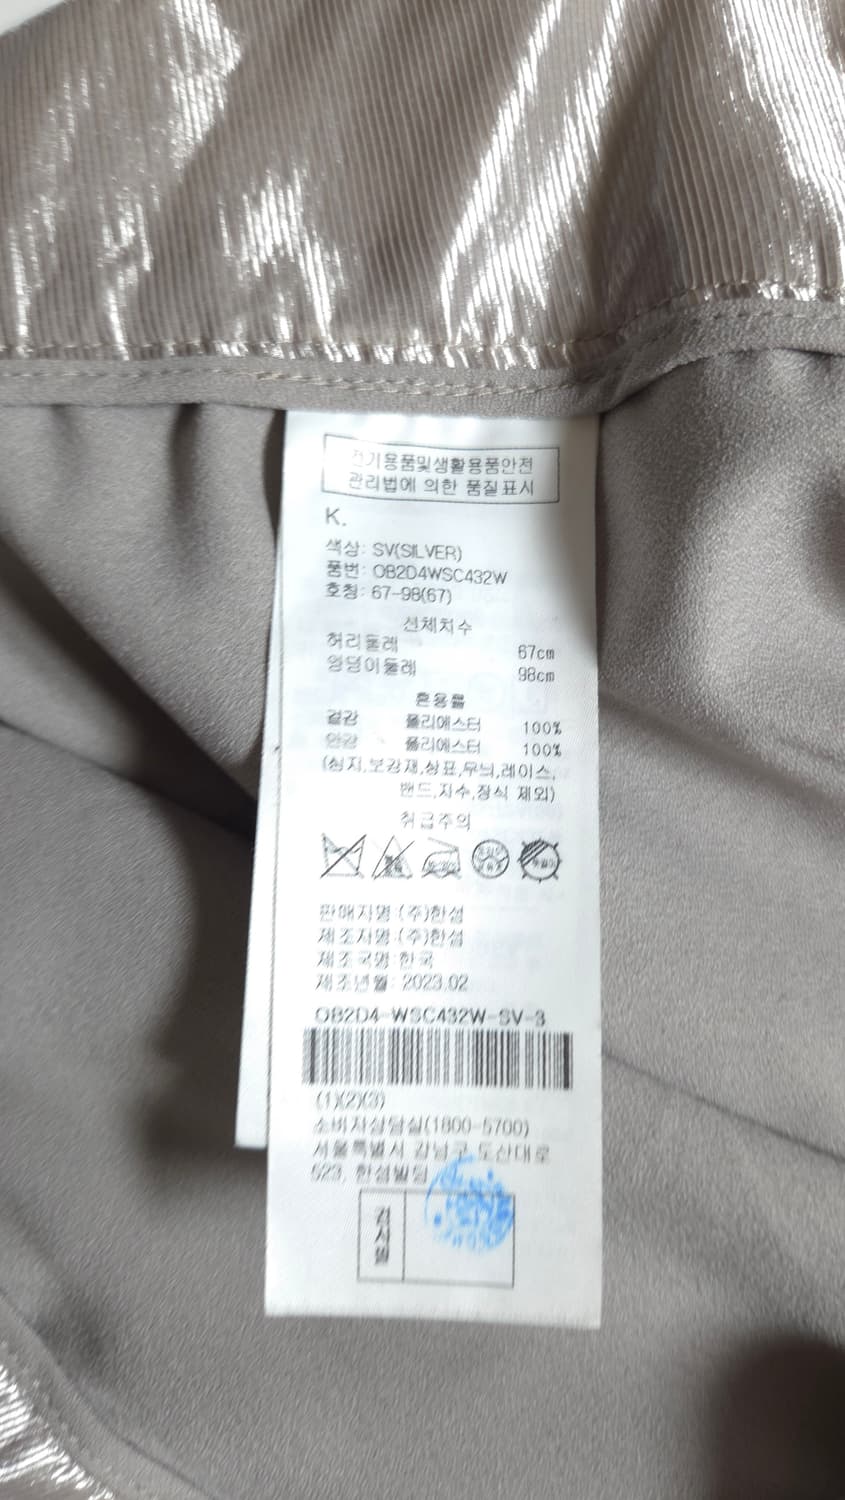 전기용품및생활용품안전
관리법에 의한 품질표시
K.
색상: SV(SILVER)
품번: OB2D4WSC432W
호칭: 67-98(67)
신체치수
허리둘레 67cm
엉덩이둘레 98cm
혼용률
겉감 폴리에스터 100%
안감 폴리에스터 100%
(심지,보강재,상표,무늬,레이스,
밴드,자수,장식 제외)
취급주의
판매자명:(주)한섬
제조자명:(주)한섬
제조국명:한국
제조년월: 2023.02
OB2D4-WSC432W-SV-3
(1)(2)(3)
소비자상담실(1800-5700)
서울특별시 강남구 도산대로
523, 한섬빌딩
검사필